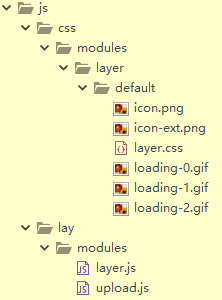 js
css
modules
layer
default
icon.png
icon-ext.png
layer.css
loading-0.gif
loading-1.gif
loading-2.gif
lay
modules
layer.js
upload.js